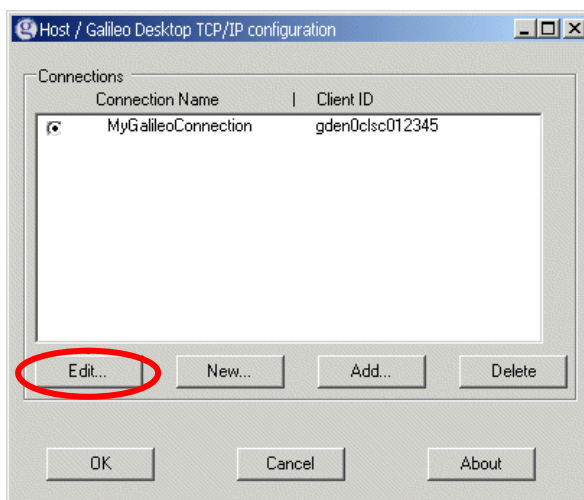 Host / Galileo Desktop TCP/IP configuration
Connections
Connection Name | Client ID
MyGalileoConnection gden0clsc012345
Edit... New... Add... Delete
OK Cancel About